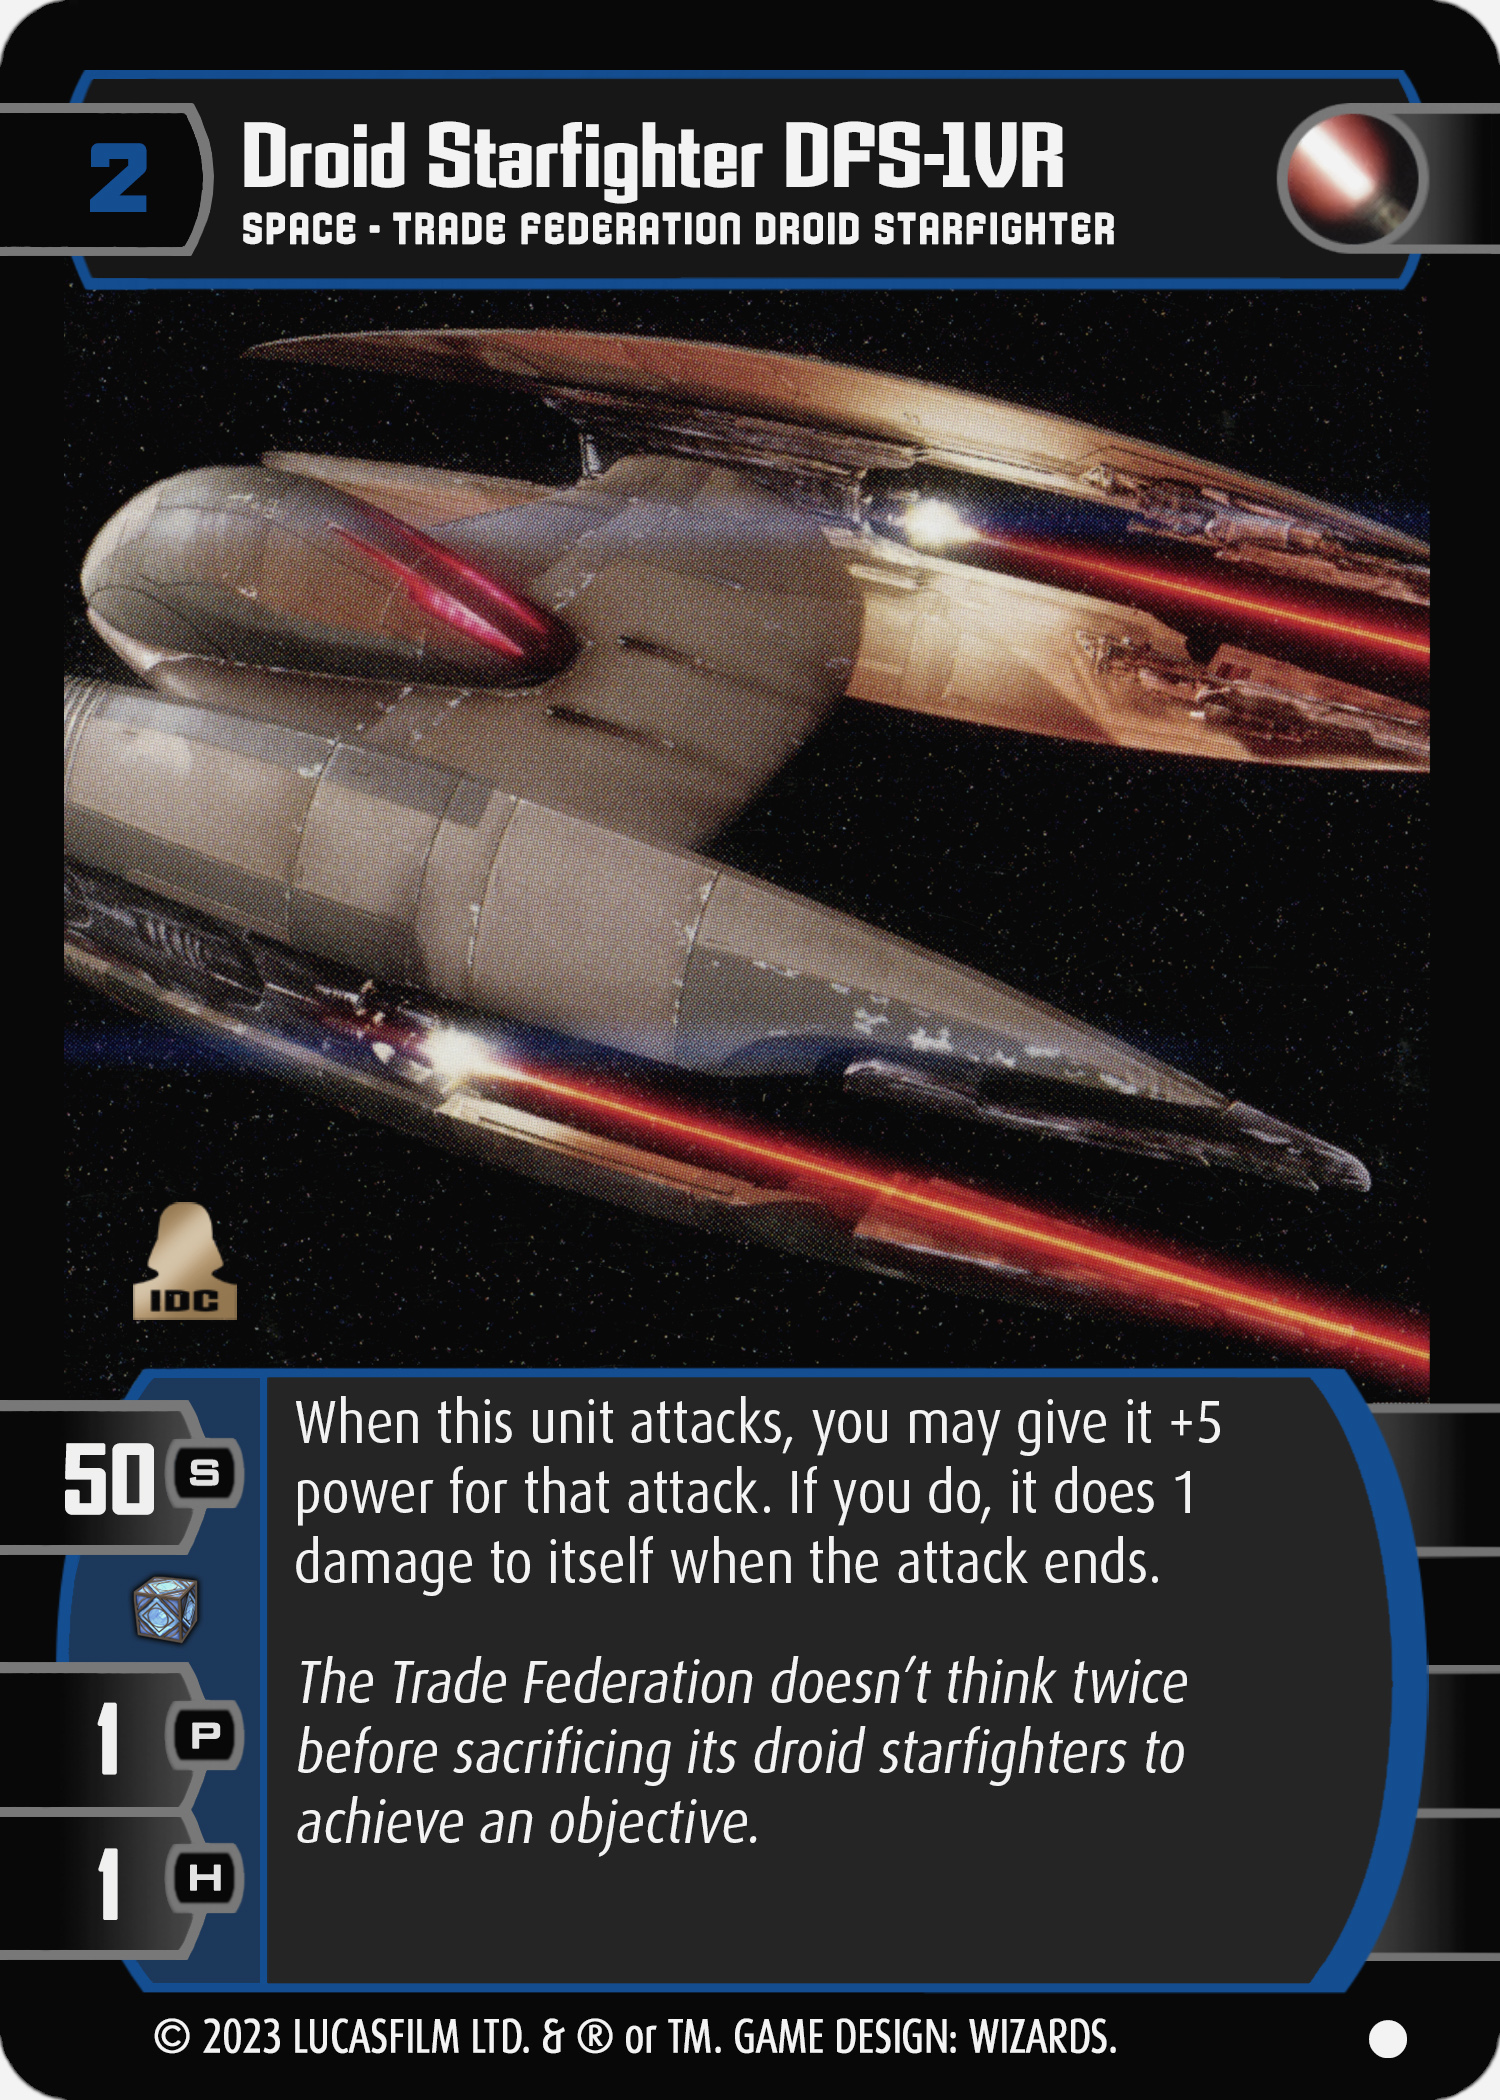 2
Droid Starfighter DFS-1VR
SPACE - TRADE FEDERATION DROID STARFIGHTER
IDC
50 S
When this unit attacks, you may give it +5
power for that attack. If you do, it does 1
damage to itself when the attack ends.
1 P
The Trade Federation doesn't think twice
before sacrificing its droid starfighters to
achieve an objective.
1 H
© 2023 LUCASFILM LTD. & ® or TM. GAME DESIGN: WIZARDS.